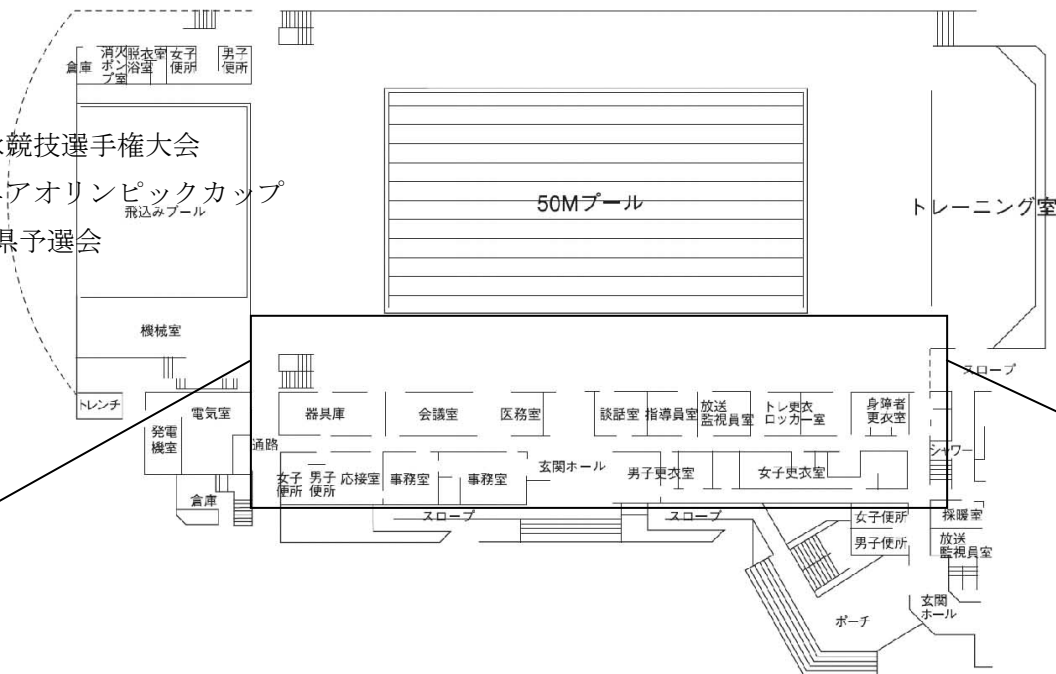 倉庫
消火
ポン
プ室
脱衣室
浴室
女子
便所
男子
便所
水競技選手権大会
ニアオリンピックカップ
県予選会
飛込みプール
50Mプール
トレーニング室
機械室
スロープ
トレンチ
電気室
発電
機室
通路
倉庫
器具庫
会議室
医務室
談話室
指導員室
放送
監視員室
トレ更衣
ロッカー室
身障者
更衣室
シャワー
女子
便所
男子
便所
応接室
事務室
事務室
玄関ホール
男子更衣室
女子更衣室
スロープ
スロープ
女子便所
男子便所
採暖室
放送
監視員室
ポーチ
玄関
ホール